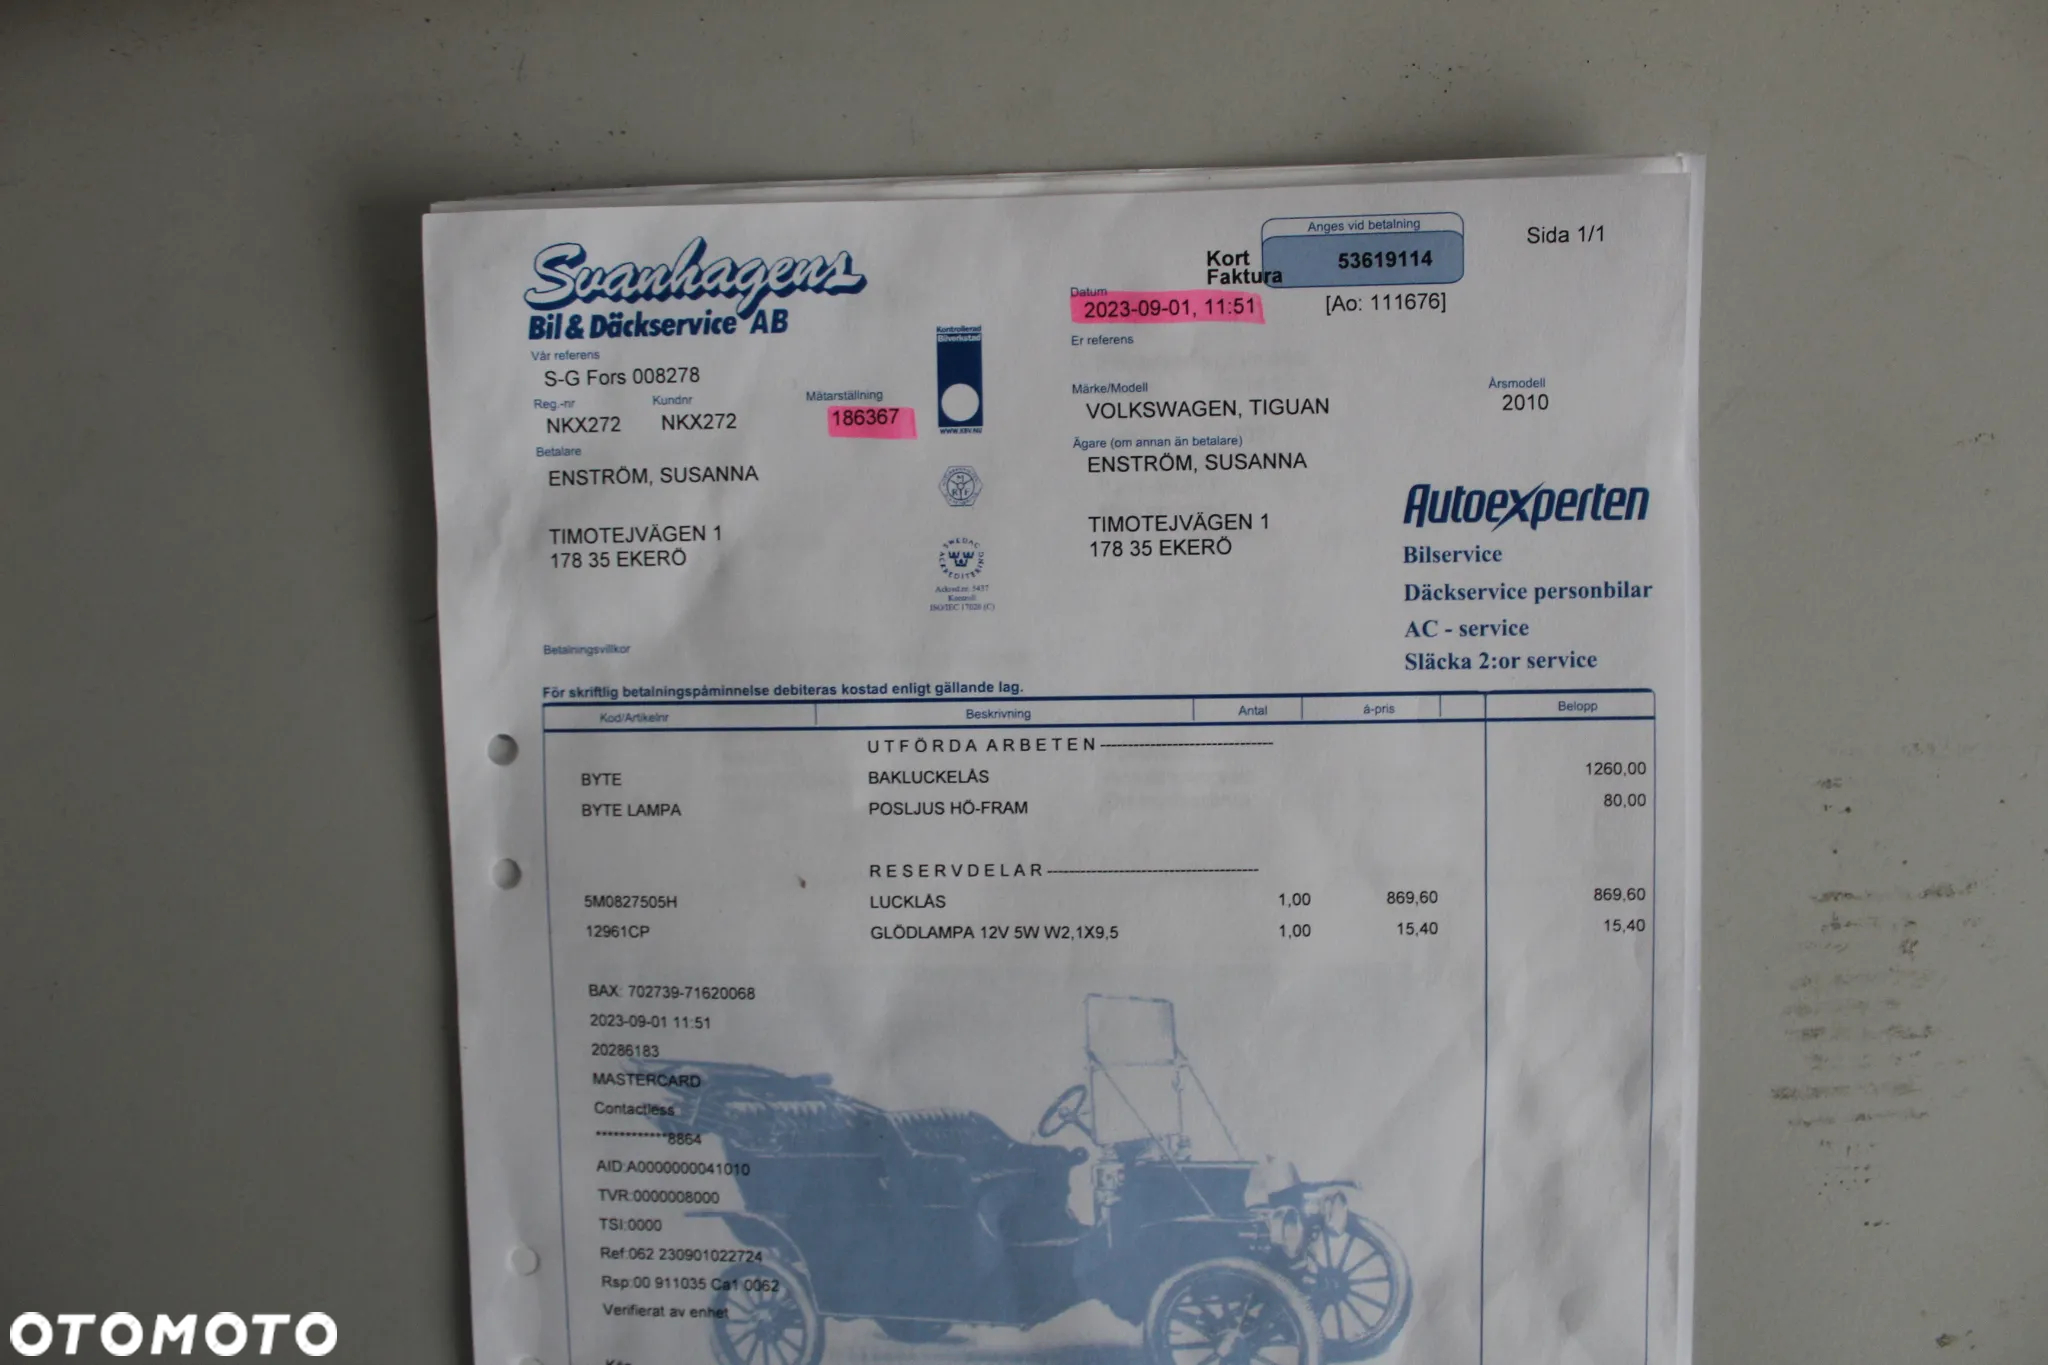 Svanhagens
Bil & Däckservice AB
Kort
Faktura
Anges vid betalning
53619114
Sida 1/1
Datum
2023-09-01, 11:51
[Ao: 111676]
Vår referens
S-G Fors 008278
Er referens
Reg.-nr Kundnr Mätarställning
NKX272 NKX272 186367
Kontrollerad
Bilverkstad
WWW.KBV.NU
Märke/Modell Årsmodell
VOLKSWAGEN, TIGUAN 2010
Betalare
ENSTRÖM, SUSANNA
TIMOTEJVÄGEN 1
178 35 EKERÖ
Ägare (om annan än betalare)
ENSTRÖM, SUSANNA
TIMOTEJVÄGEN 1
178 35 EKERÖ
SWEDAC
ACKREDITERING
Autoexperten
Bilservice
Däckservice personbilar
AC - service
Släcka 2:or service
Betalningsvillkor
För skriftlig betalningspåminnelse debiteras kostad enligt gällande lag.
Kod/Artikelnr Beskrivning Antal á-pris Belopp
UTFÖRDA ARBETEN---------------------------------
BYTE BAKLUCKELÅS 1260,00
BYTE LAMPA POSLJUS HÖ-FRAM 80,00
RESERVDELAR----------------------------------------
5M0827505H LUCKLÅS 1,00 869,60 869,60
12961CP GLÖDLAMPA 12V 5W W2,1X9,5 1,00 15,40 15,40
BAX: 702739-71620068
2023-09-01 11:51
20286183
MASTERCARD
Contactless
************8864
AID:A0000000041010
TVR:0000008000
TSI:0000
Ref:062 230901022724
Rsp:00 911035 Ca1 0062
Verifierat av enhet
OTOMOTO